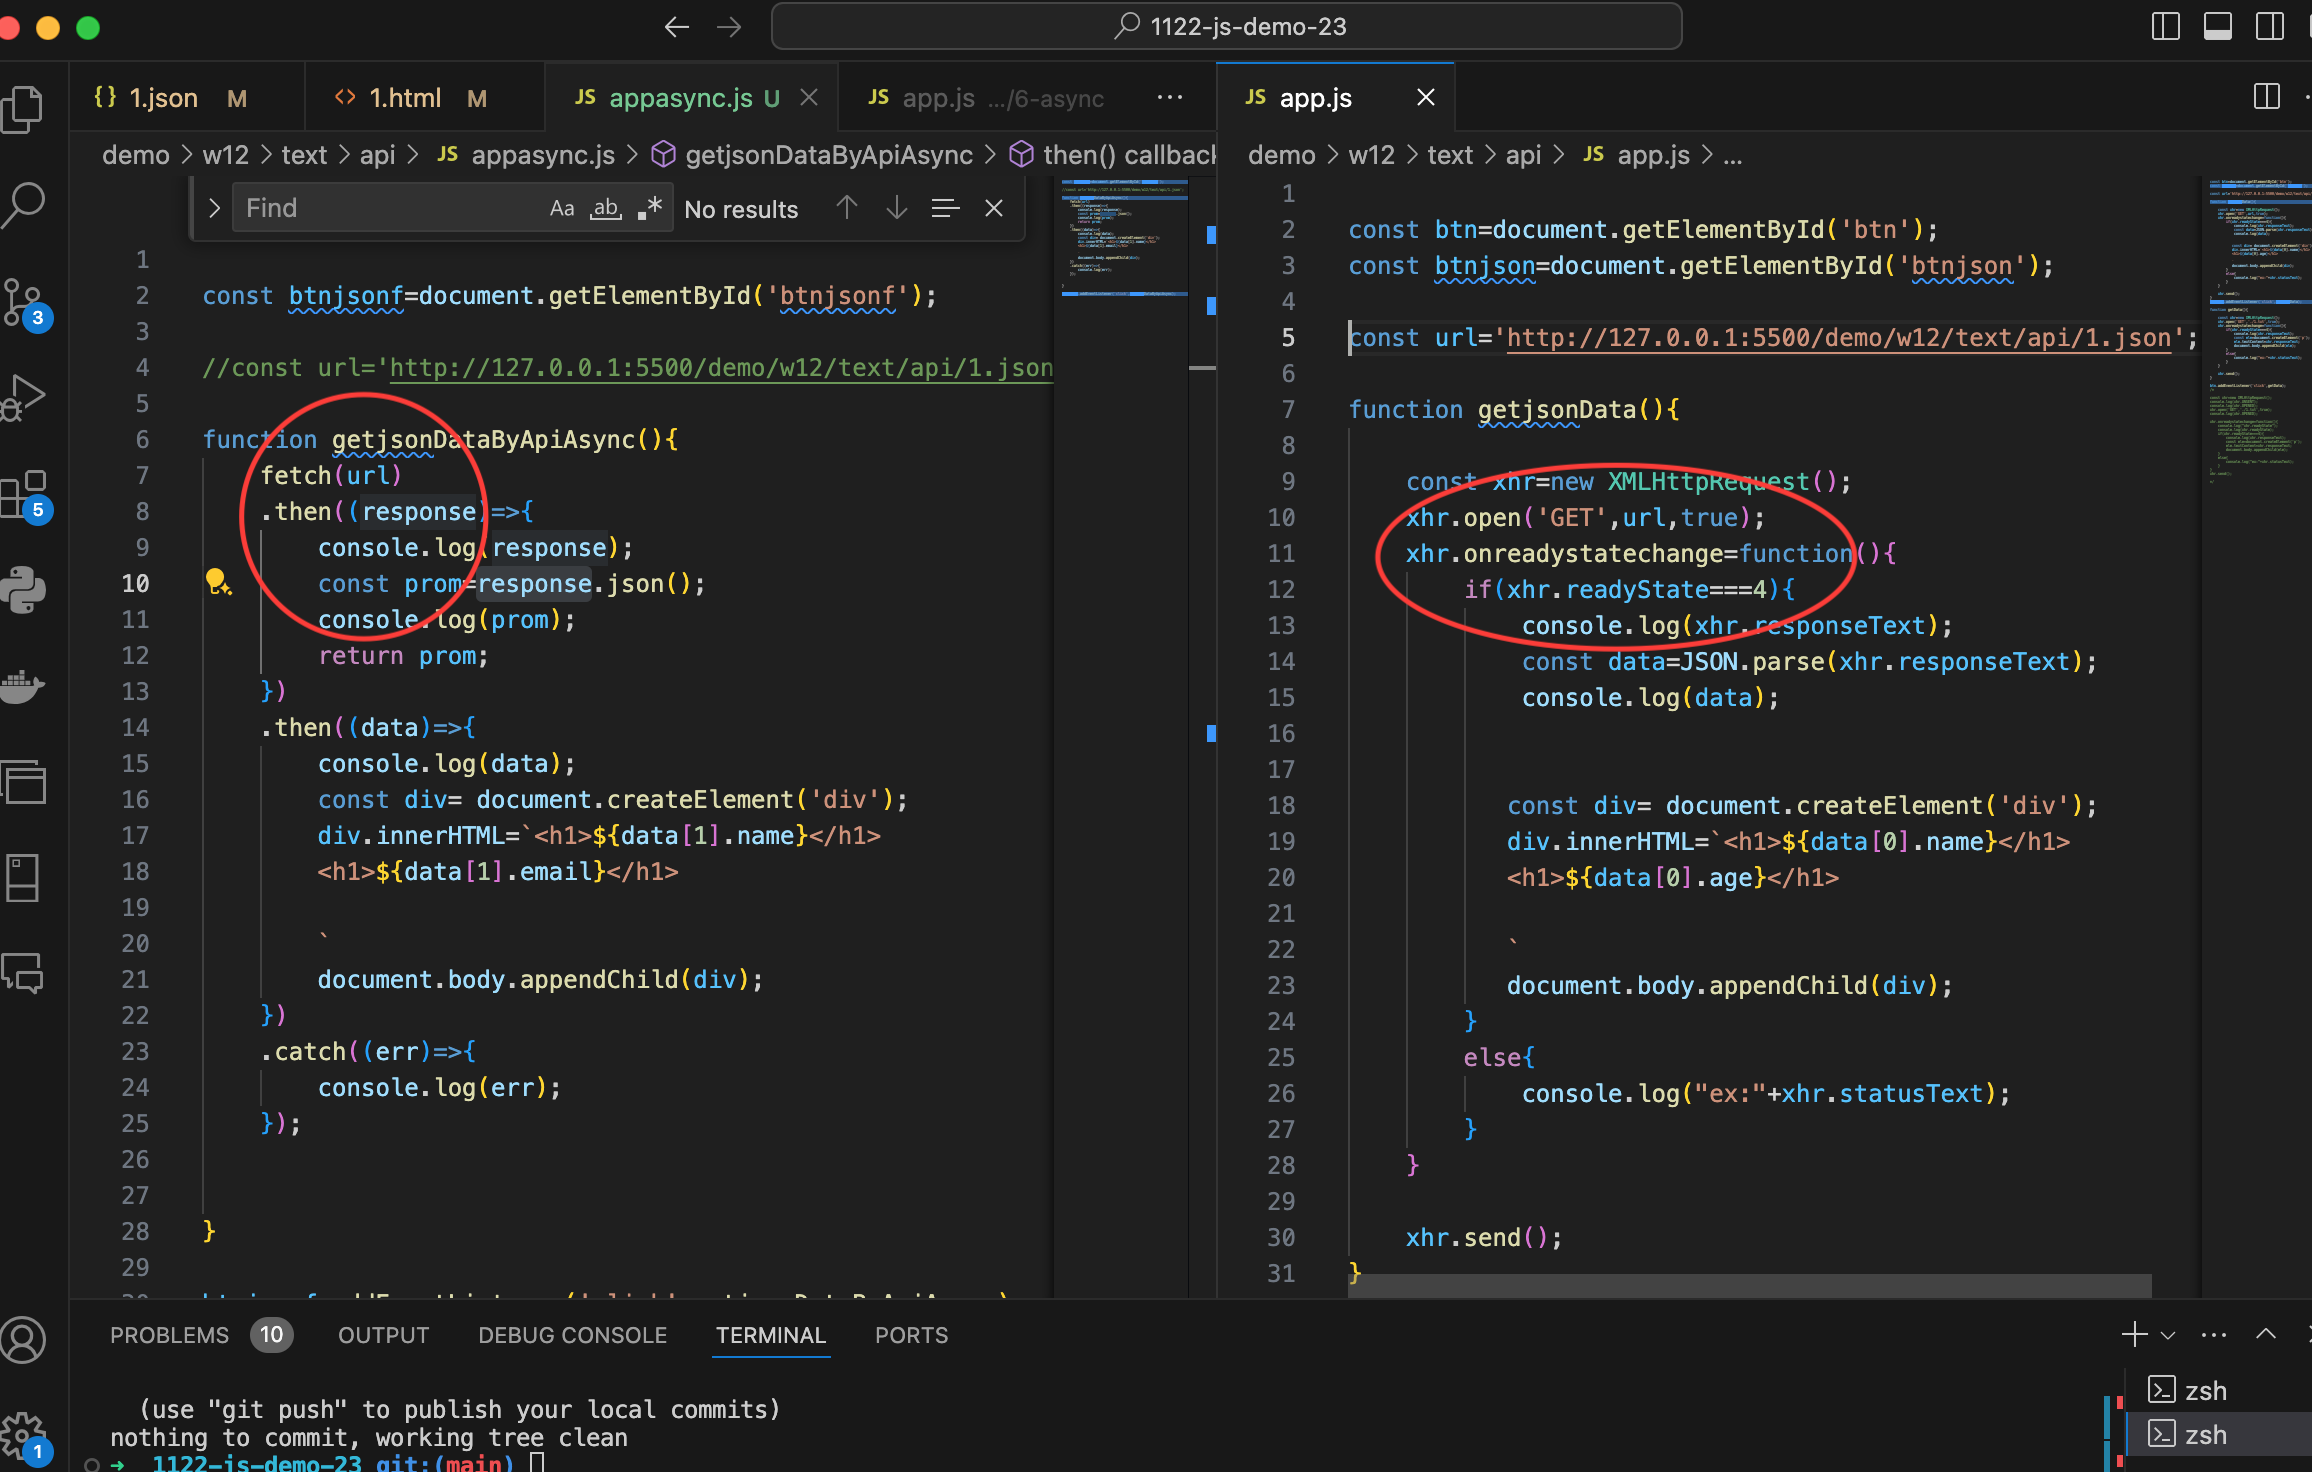 1122-js-demo-23
{} 1.json M
<> 1.html M
JS appasync.js U
JS app.js .../6-async
JS app.js
demo > w12 > text > api > JS appasync.js > getjsonDataByApiAsync > then() callback
Find
Aa ab .* No results
1
2 const btnjsonf=document.getElementById('btnjsonf');
3
4 //const url='http://127.0.0.1:5500/demo/w12/text/api/1.json
5
6 function getjsonDataByApiAsync(){
7 fetch(url)
8 .then((response)=>{
9 console.log(response);
10 const prom=response.json();
11 console.log(prom);
12 return prom;
13 })
14 .then((data)=>{
15 console.log(data);
16 const div= document.createElement('div');
17 div.innerHTML=`<h1>${data[1].name}</h1>
18 <h1>${data[1].email}</h1>
19
20 `
21 document.body.appendChild(div);
22 })
23 .catch((err)=>{
24 console.log(err);
25 });
26
27
28 }
29
demo > w12 > text > api > JS app.js > ...
1
2 const btn=document.getElementById('btn');
3 const btnjson=document.getElementById('btnjson');
4
5 const url='http://127.0.0.1:5500/demo/w12/text/api/1.json';
6
7 function getjsonData(){
8
9 const xhr=new XMLHttpRequest();
10 xhr.open('GET',url,true);
11 xhr.onreadystatechange=function(){
12 if(xhr.readyState===4){
13 console.log(xhr.responseText);
14 const data=JSON.parse(xhr.responseText);
15 console.log(data);
16
17
18 const div= document.createElement('div');
19 div.innerHTML=`<h1>${data[0].name}</h1>
20 <h1>${data[0].age}</h1>
21
22 `
23 document.body.appendChild(div);
24 }
25 else{
26 console.log("ex:"+xhr.statusText);
27 }
28 }
29
30 xhr.send();
31 }
3
5
1
PROBLEMS 10 OUTPUT DEBUG CONSOLE TERMINAL PORTS
(use "git push" to publish your local commits)
nothing to commit, working tree clean
➜ 1122-js-demo-23 git:(main)
zsh
zsh